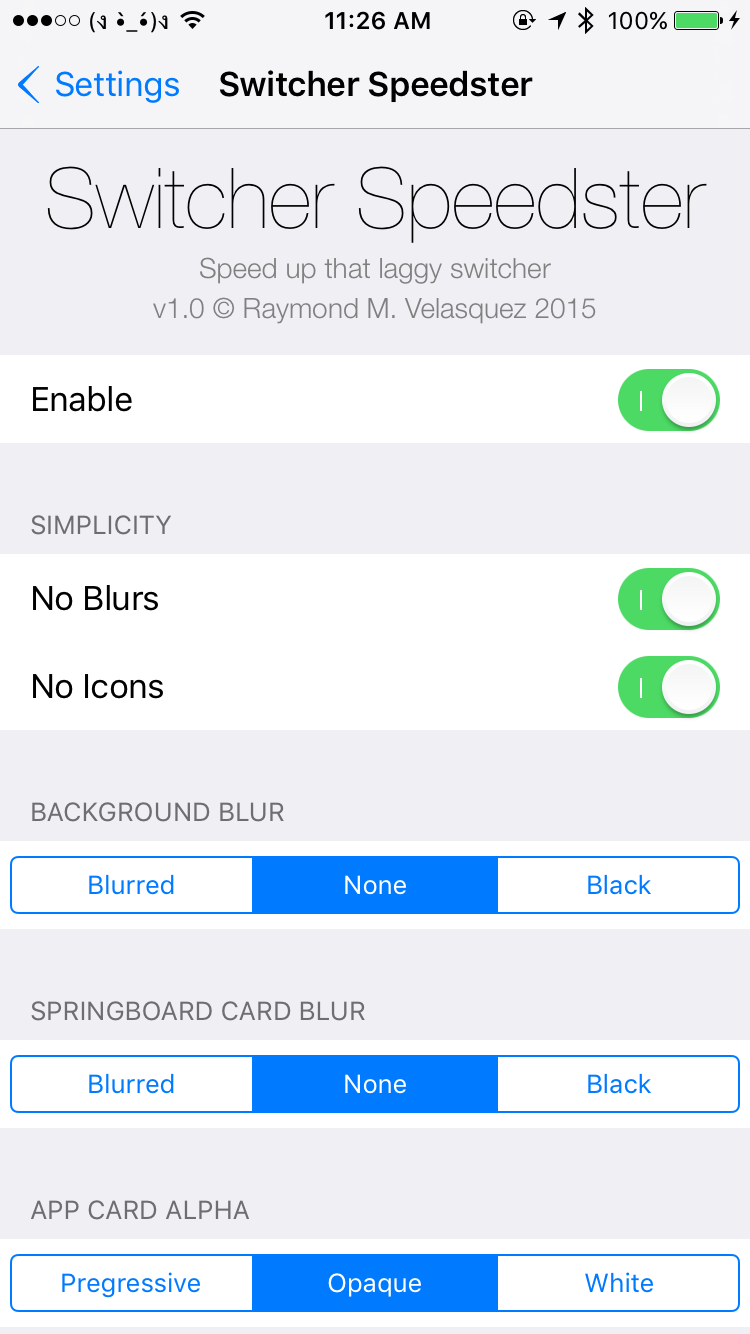 (ง •̀_•́)ง 11:26 AM 100%
Settings Switcher Speedster
Switcher Speedster
Speed up that laggy switcher
v1.0 © Raymond M. Velasquez 2015
Enable
SIMPLICITY
No Blurs
No Icons
BACKGROUND BLUR
Blurred None Black
SPRINGBOARD CARD BLUR
Blurred None Black
APP CARD ALPHA
Pregressive Opaque White